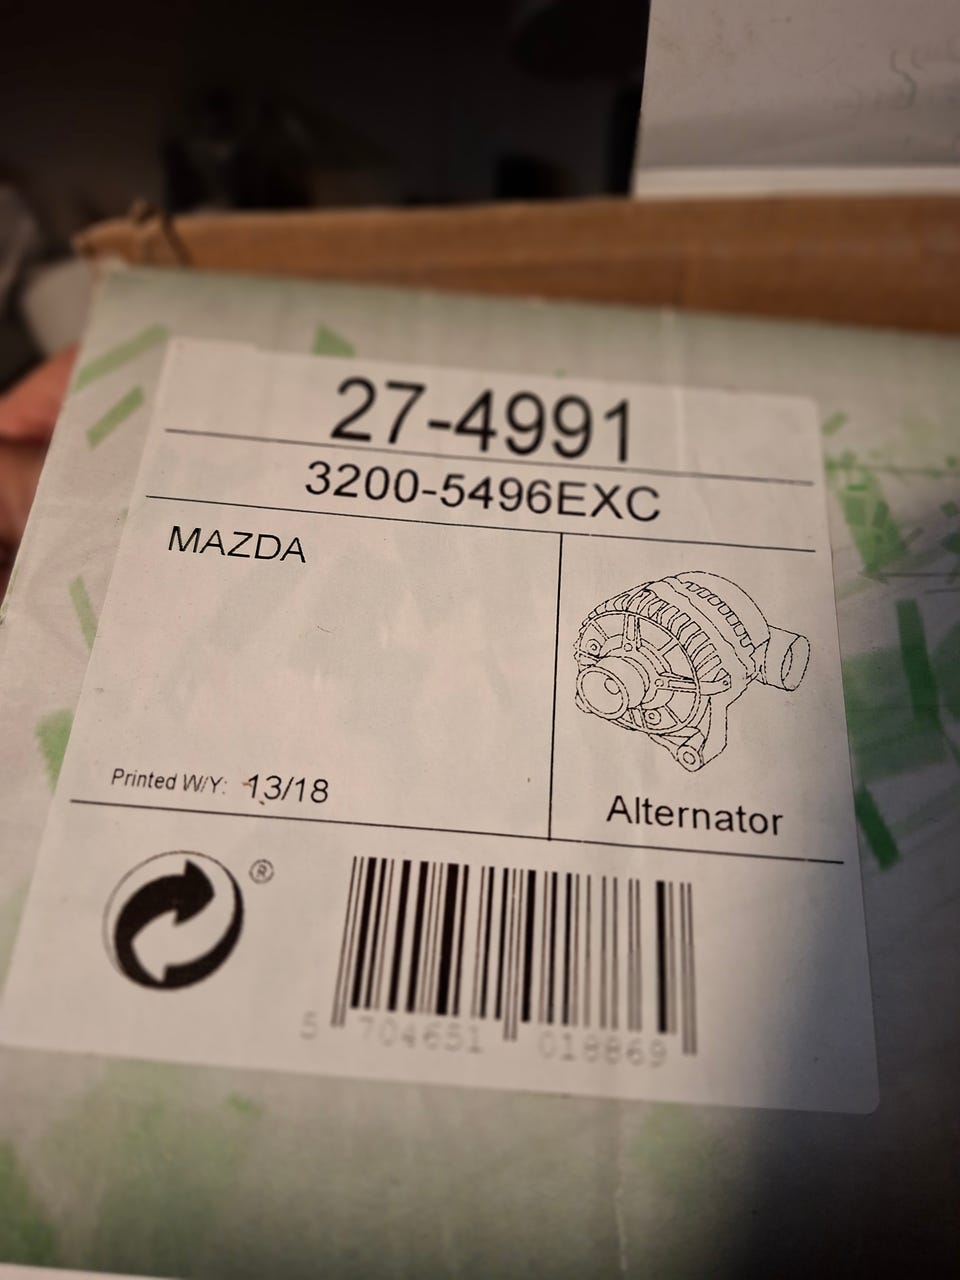 27-4991
3200-5496EXC
MAZDA
Printed W/Y: 13/18
Alternator
®
5 704651 018869